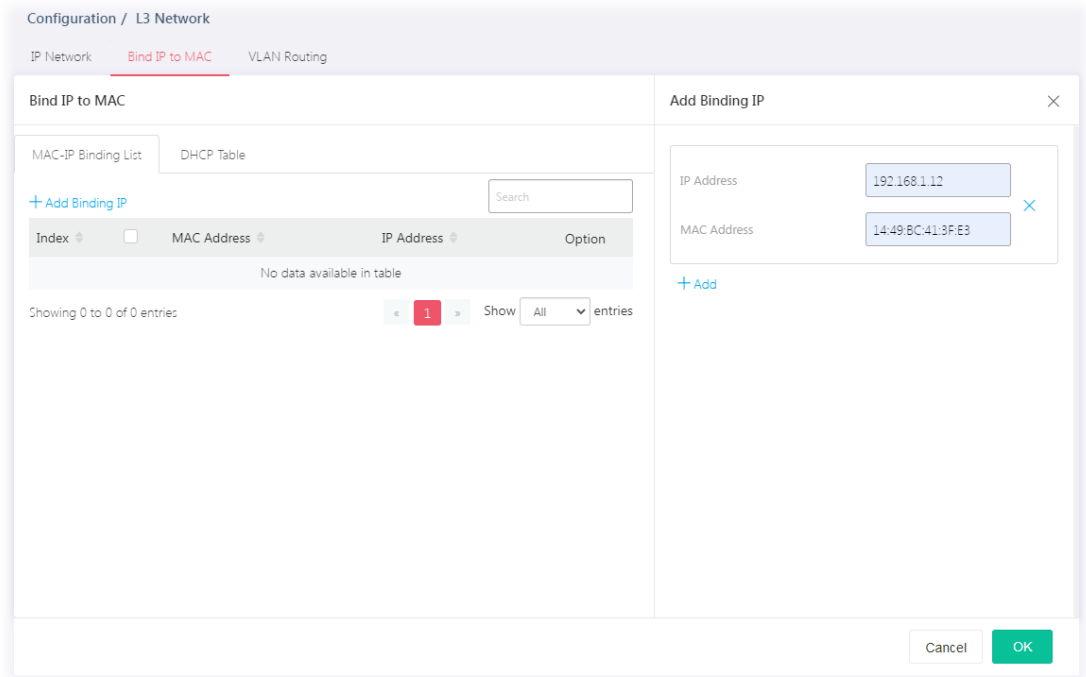 Configuration / L3 Network
IP Network Bind IP to MAC VLAN Routing
Bind IP to MAC
MAC-IP Binding List DHCP Table
+ Add Binding IP Search
Index MAC Address IP Address Option
No data available in table
Showing 0 to 0 of 0 entries « 1 » Show All entries
Add Binding IP
IP Address 192.168.1.12
MAC Address 14:49:BC:41:3F:E3
+ Add
Cancel OK